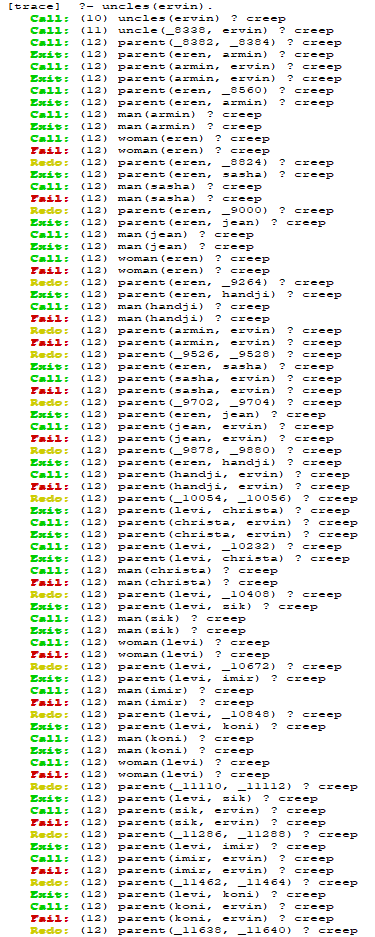 [trace]  ?- uncles(ervin).
Call: (10) uncles(ervin) ? creep
Call: (11) uncle(_8338, ervin) ? creep
Call: (12) parent(_8382, _8384) ? creep
Exit: (12) parent(eren, armin) ? creep
Call: (12) parent(armin, ervin) ? creep
Exit: (12) parent(armin, ervin) ? creep
Call: (12) parent(eren, _8560) ? creep
Exit: (12) parent(eren, armin) ? creep
Call: (12) man(armin) ? creep
Exit: (12) man(armin) ? creep
Call: (12) woman(eren) ? creep
Fail: (12) woman(eren) ? creep
Redo: (12) parent(eren, _8824) ? creep
Exit: (12) parent(eren, sasha) ? creep
Call: (12) man(sasha) ? creep
Fail: (12) man(sasha) ? creep
Redo: (12) parent(eren, _9000) ? creep
Exit: (12) parent(eren, jean) ? creep
Call: (12) man(jean) ? creep
Exit: (12) man(jean) ? creep
Call: (12) woman(eren) ? creep
Fail: (12) woman(eren) ? creep
Redo: (12) parent(eren, _9264) ? creep
Exit: (12) parent(eren, handji) ? creep
Call: (12) man(handji) ? creep
Fail: (12) man(handji) ? creep
Redo: (12) parent(armin, ervin) ? creep
Fail: (12) parent(armin, ervin) ? creep
Redo: (12) parent(_9526, _9528) ? creep
Exit: (12) parent(eren, sasha) ? creep
Call: (12) parent(sasha, ervin) ? creep
Fail: (12) parent(sasha, ervin) ? creep
Redo: (12) parent(_9702, _9704) ? creep
Exit: (12) parent(eren, jean) ? creep
Call: (12) parent(jean, ervin) ? creep
Fail: (12) parent(jean, ervin) ? creep
Redo: (12) parent(_9878, _9880) ? creep
Exit: (12) parent(eren, handji) ? creep
Call: (12) parent(handji, ervin) ? creep
Fail: (12) parent(handji, ervin) ? creep
Redo: (12) parent(_10054, _10056) ? creep
Exit: (12) parent(levi, christa) ? creep
Call: (12) parent(christa, ervin) ? creep
Exit: (12) parent(christa, ervin) ? creep
Call: (12) parent(levi, _10232) ? creep
Exit: (12) parent(levi, christa) ? creep
Call: (12) man(christa) ? creep
Fail: (12) man(christa) ? creep
Redo: (12) parent(levi, _10408) ? creep
Exit: (12) parent(levi, sik) ? creep
Call: (12) man(sik) ? creep
Exit: (12) man(sik) ? creep
Call: (12) woman(levi) ? creep
Fail: (12) woman(levi) ? creep
Redo: (12) parent(levi, _10672) ? creep
Exit: (12) parent(levi, imir) ? creep
Call: (12) man(imir) ? creep
Fail: (12) man(imir) ? creep
Redo: (12) parent(levi, _10848) ? creep
Exit: (12) parent(levi, koni) ? creep
Call: (12) man(koni) ? creep
Exit: (12) man(koni) ? creep
Call: (12) woman(levi) ? creep
Fail: (12) woman(levi) ? creep
Redo: (12) parent(_11110, _11112) ? creep
Exit: (12) parent(levi, sik) ? creep
Call: (12) parent(sik, ervin) ? creep
Fail: (12) parent(sik, ervin) ? creep
Redo: (12) parent(_11286, _11288) ? creep
Exit: (12) parent(levi, imir) ? creep
Call: (12) parent(imir, ervin) ? creep
Fail: (12) parent(imir, ervin) ? creep
Redo: (12) parent(_11462, _11464) ? creep
Exit: (12) parent(levi, koni) ? creep
Call: (12) parent(koni, ervin) ? creep
Fail: (12) parent(koni, ervin) ? creep
Redo: (12) parent(_11638, _11640) ? creep